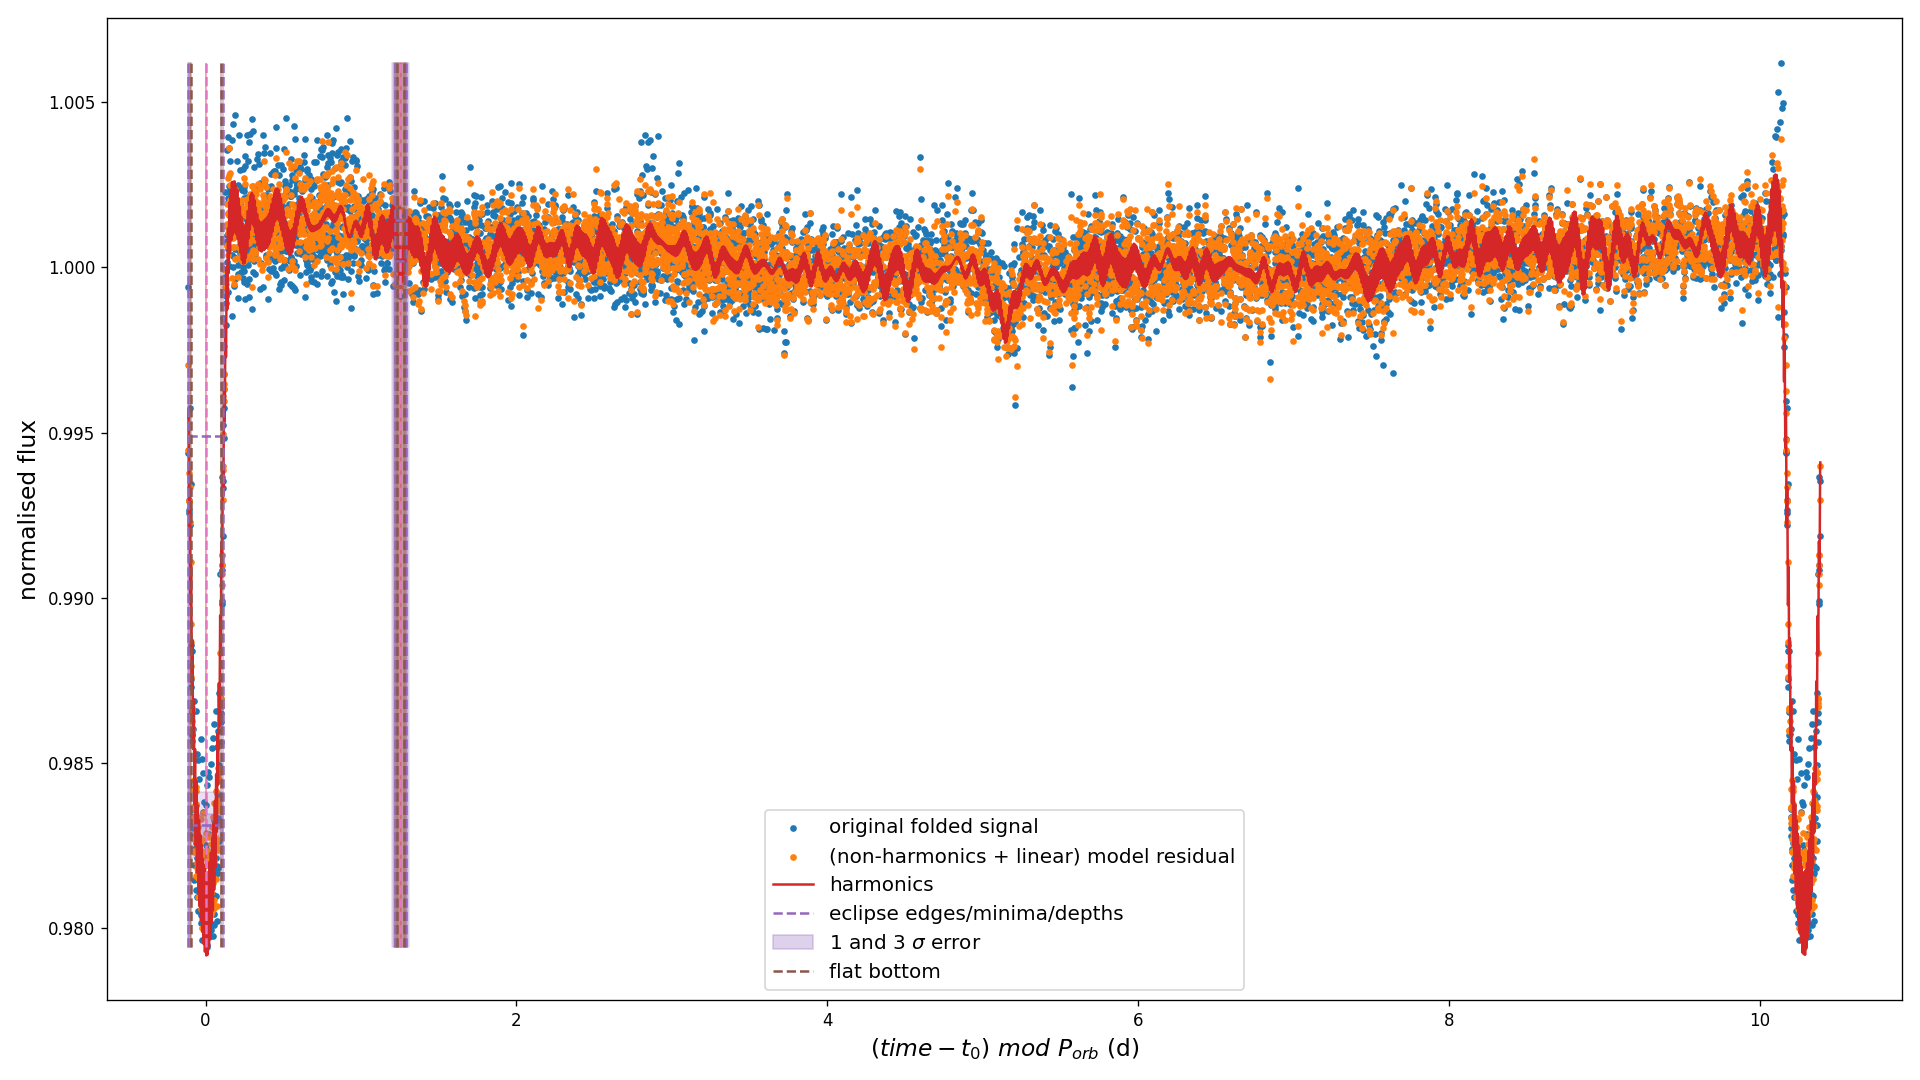 normalised flux
1.005
1.000
0.995
0.990
0.985
0.980
original folded signal
(non-harmonics + linear) model residual
harmonics
eclipse edges/minima/depths
1 and 3 σ error
flat bottom
0 2 4 6 8 10
(time − t₀) mod P_orb (d)